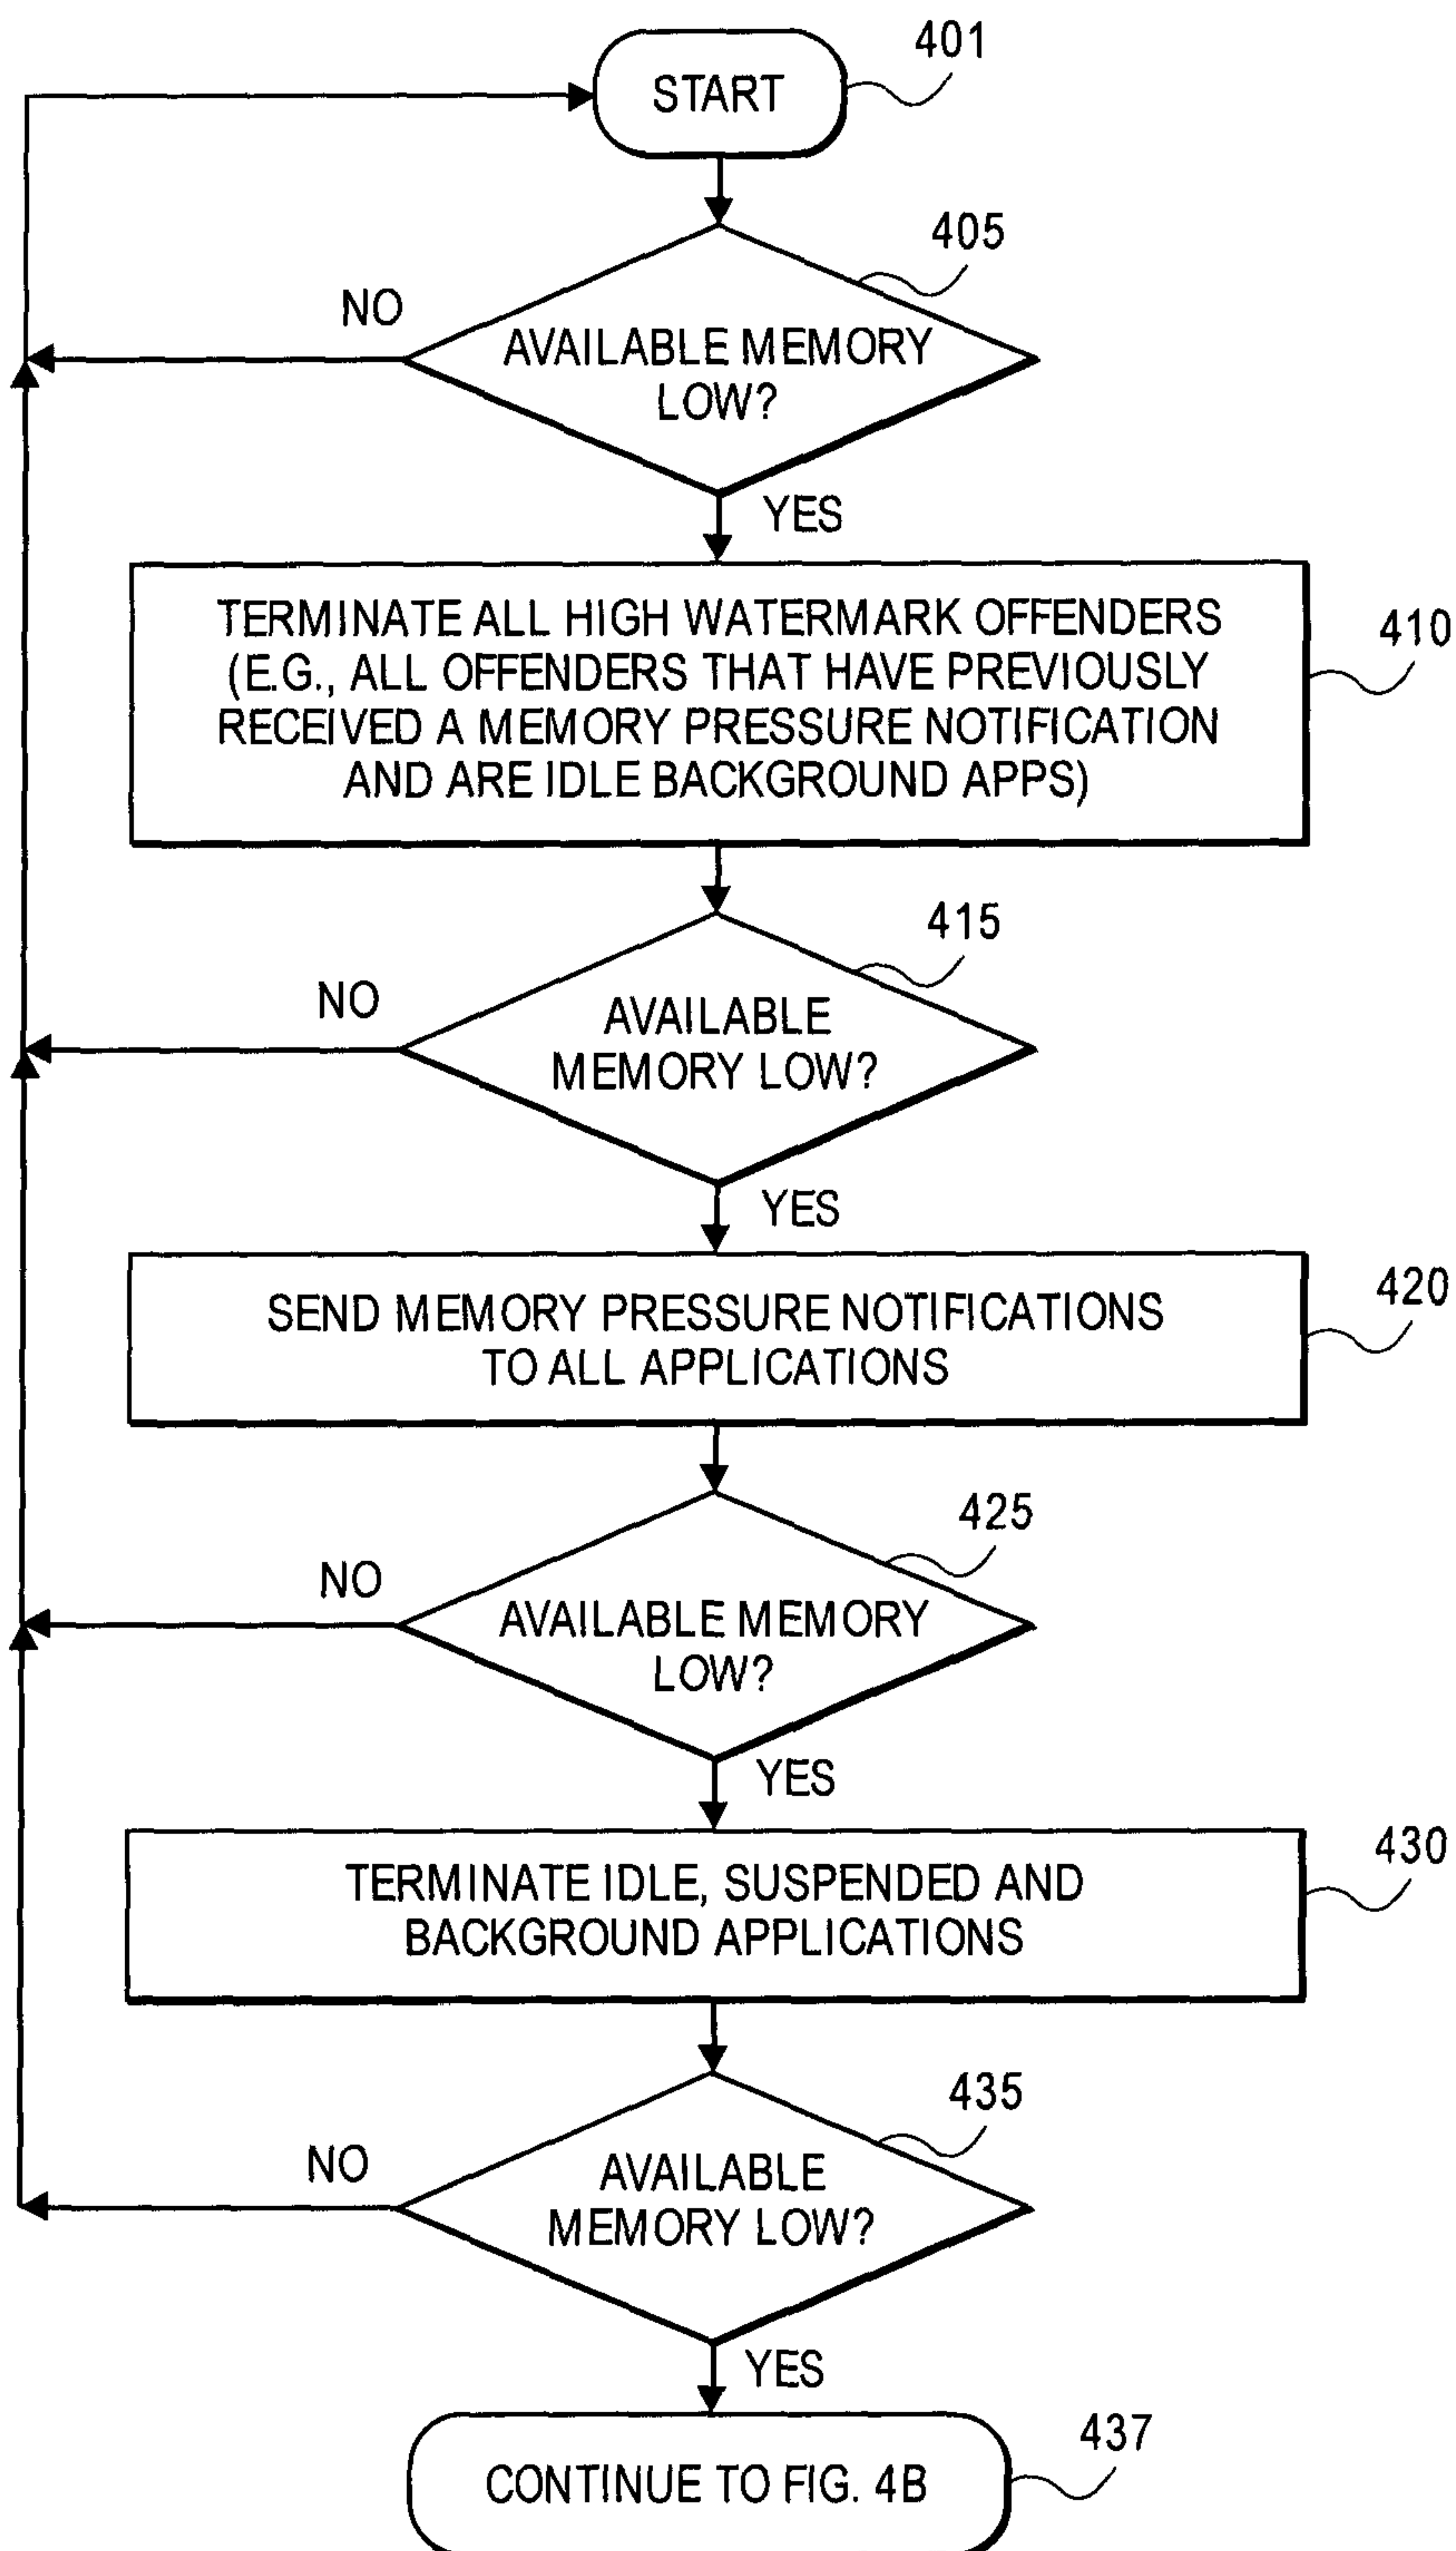 401
START
405
NO
AVAILABLE MEMORY
LOW?
YES
TERMINATE ALL HIGH WATERMARK OFFENDERS
(E.G., ALL OFFENDERS THAT HAVE PREVIOUSLY
RECEIVED A MEMORY PRESSURE NOTIFICATION
AND ARE IDLE BACKGROUND APPS)
410
415
NO
AVAILABLE
MEMORY LOW?
YES
SEND MEMORY PRESSURE NOTIFICATIONS
TO ALL APPLICATIONS
420
425
NO
AVAILABLE MEMORY
LOW?
YES
TERMINATE IDLE, SUSPENDED AND
BACKGROUND APPLICATIONS
430
435
NO
AVAILABLE
MEMORY LOW?
YES
437
CONTINUE TO FIG. 4B